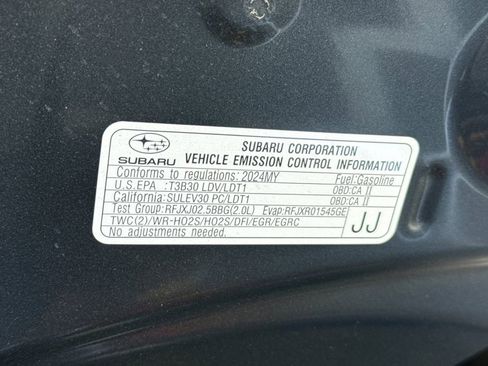 SUBARU
SUBARU CORPORATION
VEHICLE EMISSION CONTROL INFORMATION
Conforms to regulations: 2024MY Fuel:Gasoline
U.S.EPA :T3B30 LDV/LDT1 OBD:CA II
California:SULEV30 PC/LDT1 OBD:CA II
Test Group:RFJXJ02.5BBG(2.0L) Evap:RFJXR01545GE
TWC(2)/WR-HO2S/HO2S/DFI/EGR/EGRC
No adjustments needed.
JJ